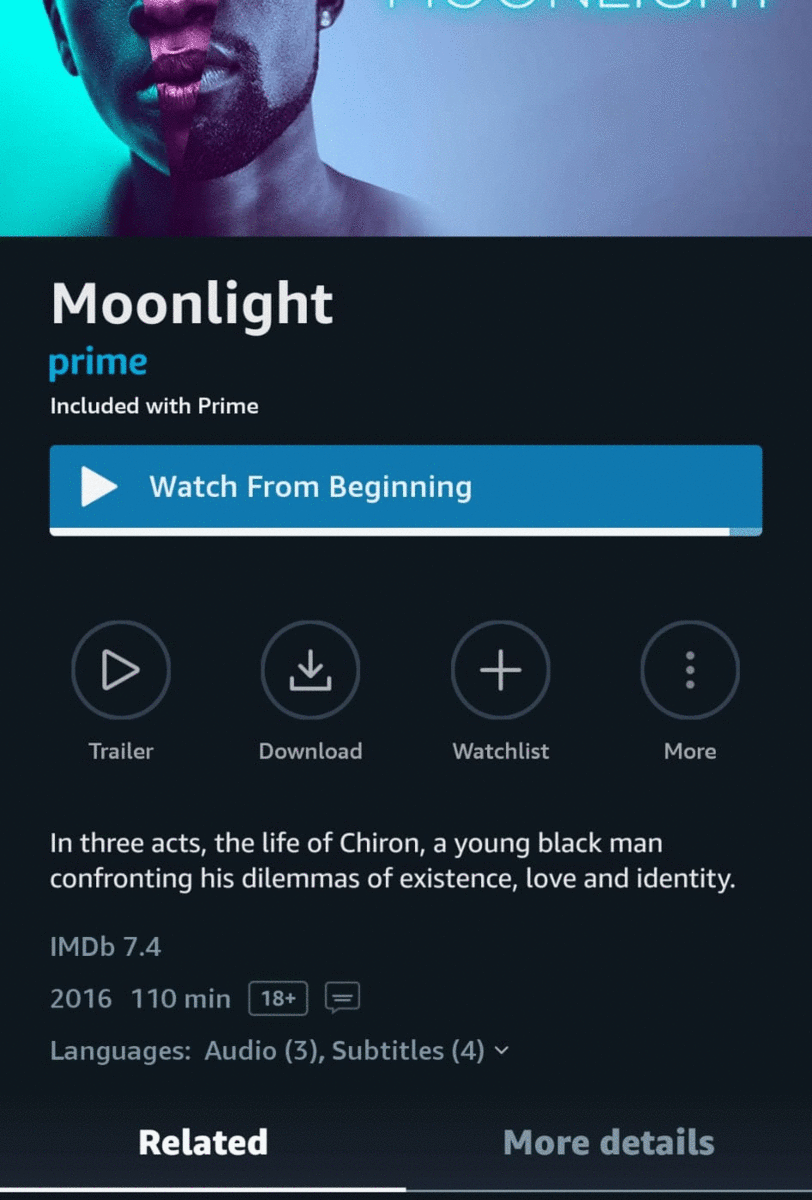 MOONLIGHT
Moonlight
prime
Included with Prime
Watch From Beginning
Trailer
Download
Watchlist
More
In three acts, the life of Chiron, a young black man
confronting his dilemmas of existence, love and identity.
IMDb 7.4
2016 110 min 18+
Languages: Audio (3), Subtitles (4)
Related
More details